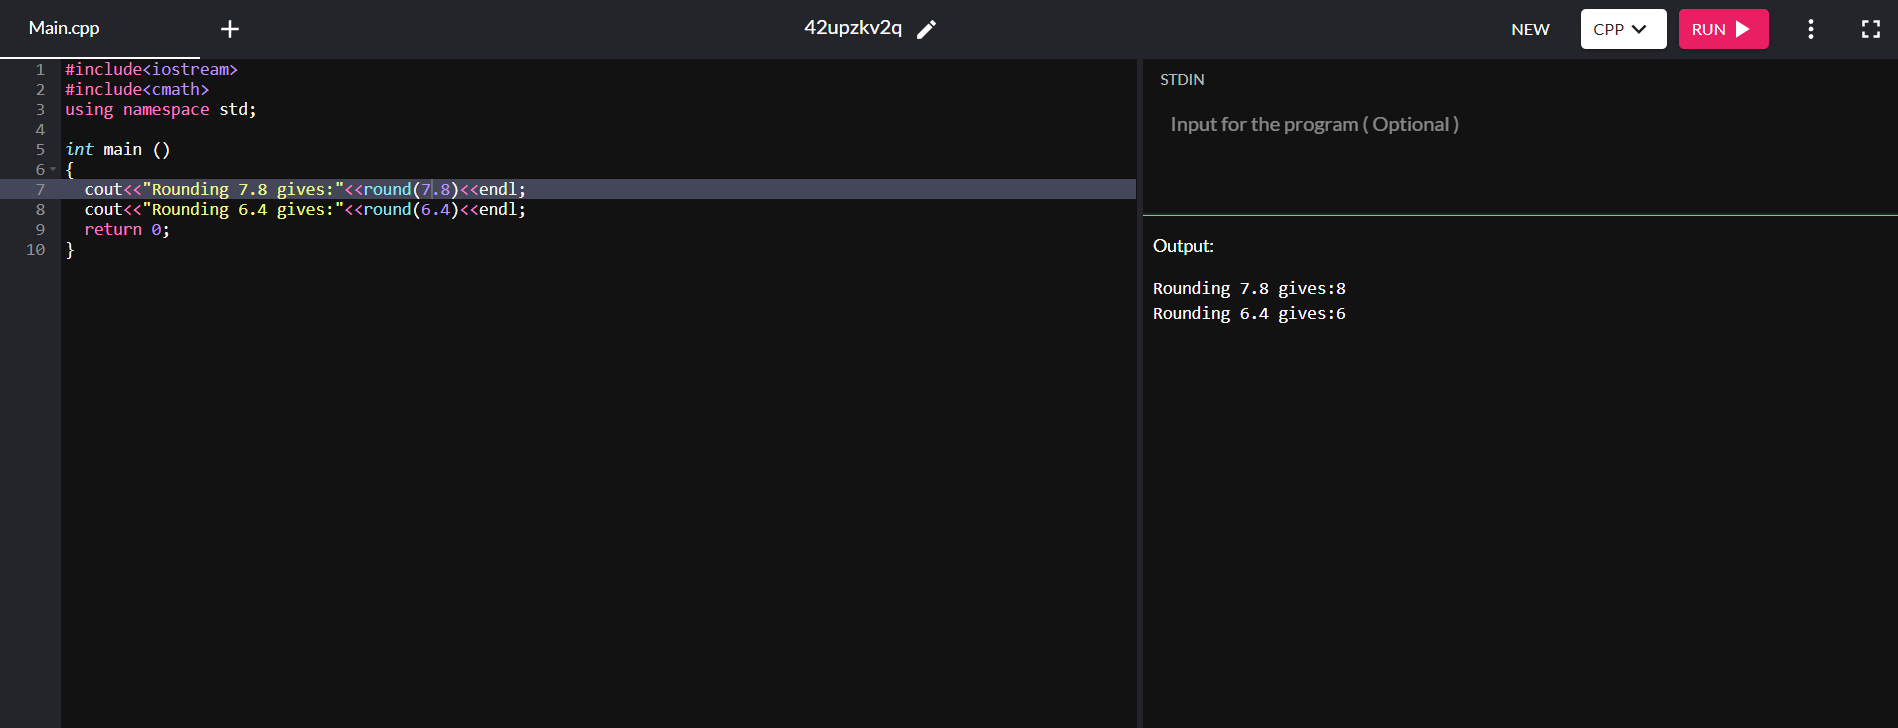 Main.cpp + 42upzkv2q NEW CPP RUN
1 #include<iostream>
2 #include<cmath>
3 using namespace std;
4
5 int main ()
6 {
7   cout<<"Rounding 7.8 gives:"<<round(7.8)<<endl;
8   cout<<"Rounding 6.4 gives:"<<round(6.4)<<endl;
9   return 0;
10 }
STDIN
Input for the program ( Optional )
Output:
Rounding 7.8 gives:8
Rounding 6.4 gives:6